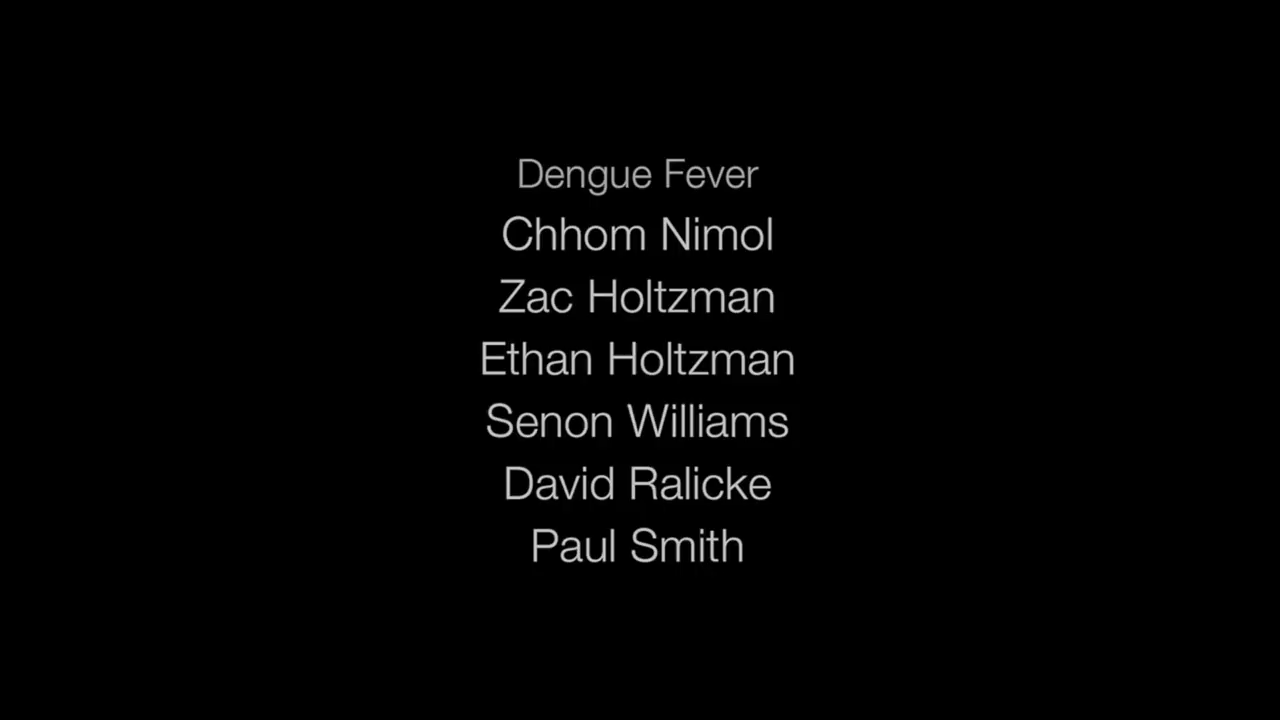 Dengue Fever
Chhom Nimol
Zac Holtzman
Ethan Holtzman
Senon Williams
David Ralicke
Paul Smith